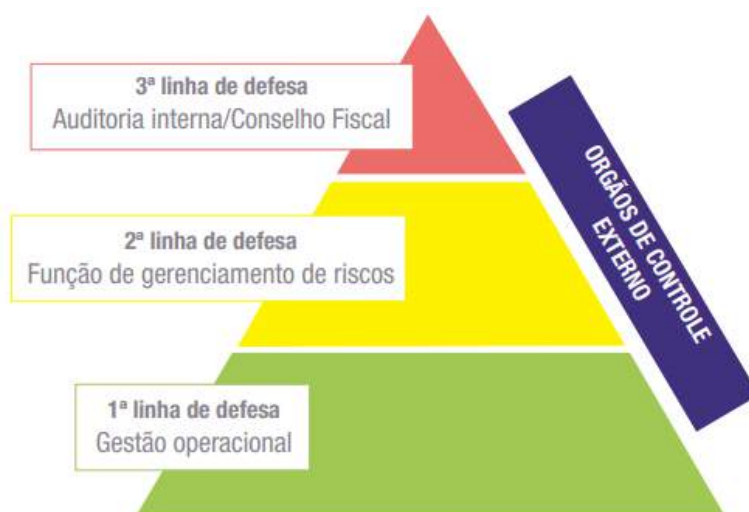 3ª linha de defesa
Auditoria interna/Conselho Fiscal
2ª linha de defesa
Função de gerenciamento de riscos
1ª linha de defesa
Gestão operacional
ORGÃOS DE CONTROLE
EXTERNO